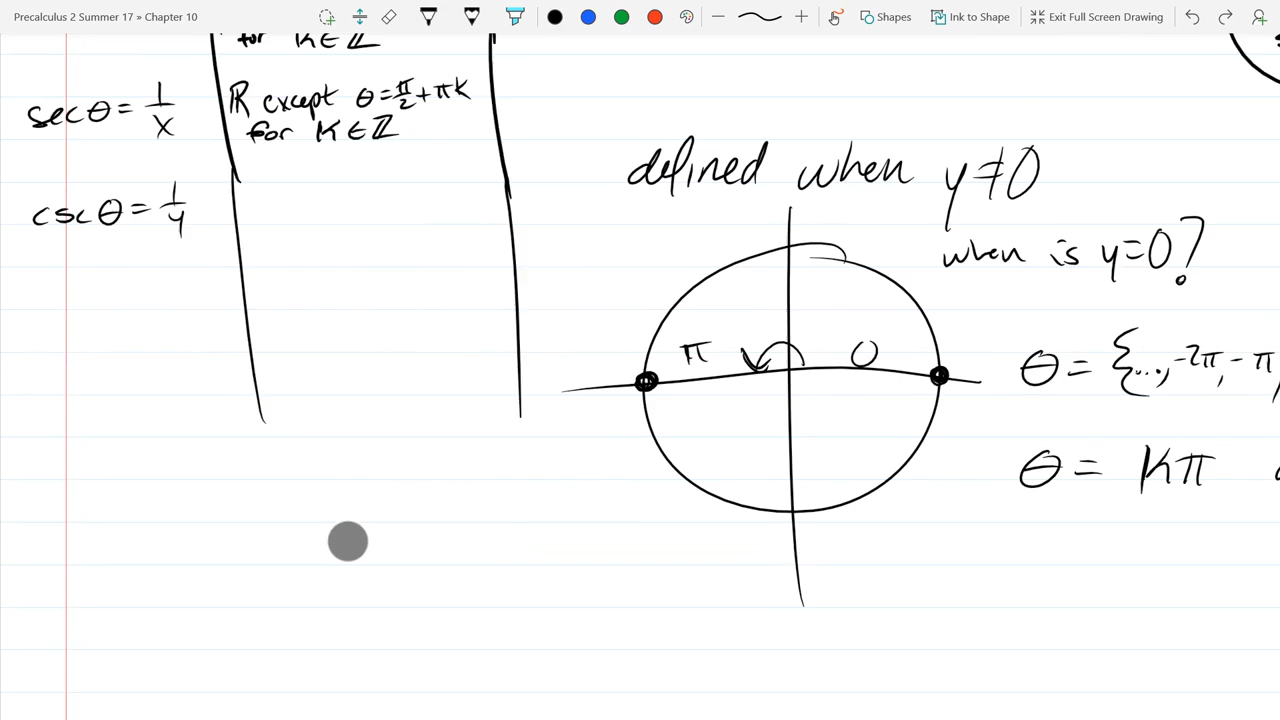 Precalculus 2 Summer 17 » Chapter 10
Shapes
Ink to Shape
Exit Full Screen Drawing
for K∈ℤ
secθ = 1/x
ℝ except θ = π/2 + πk
for K∈ℤ
cscθ = 1/y
defined when y≠0
when is y=0?
π
0
θ = {..., -2π, -π,
θ = Kπ